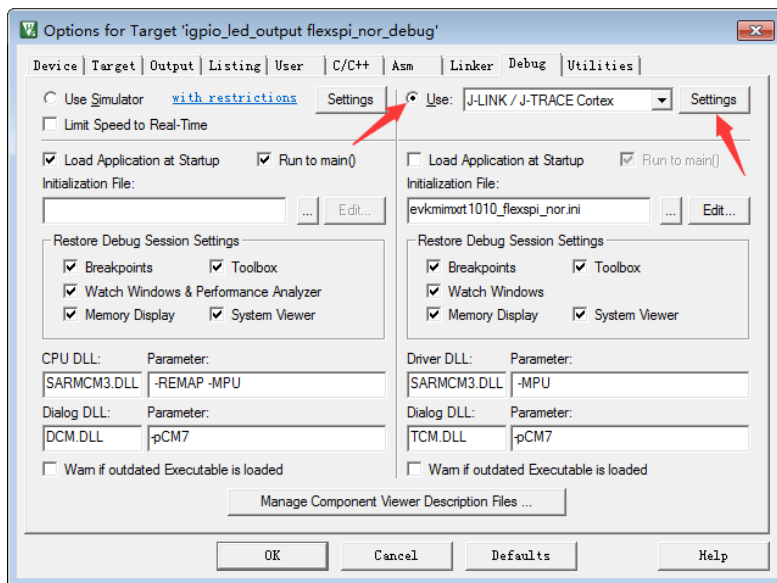 Options for Target 'igpio_led_output flexspi_nor_debug'
Device Target Output Listing User C/C++ Asm Linker Debug Utilities
Use Simulator with restrictions Settings Use: J-LINK / J-TRACE Cortex Settings
Limit Speed to Real-Time
Load Application at Startup Run to main() Load Application at Startup Run to main()
Initialization File: Initialization File:
... Edit... evkmimxrt1010_flexspi_nor.ini ... Edit...
Restore Debug Session Settings Restore Debug Session Settings
Breakpoints Toolbox Breakpoints Toolbox
Watch Windows & Performance Analyzer Watch Windows
Memory Display System Viewer Memory Display System Viewer
CPU DLL: Parameter: Driver DLL: Parameter:
SARMCM3.DLL -REMAP -MPU SARMCM3.DLL -MPU
Dialog DLL: Parameter: Dialog DLL: Parameter:
DCM.DLL -pCM7 TCM.DLL -pCM7
Warn if outdated Executable is loaded Warn if outdated Executable is loaded
Manage Component Viewer Description Files ...
OK Cancel Defaults Help